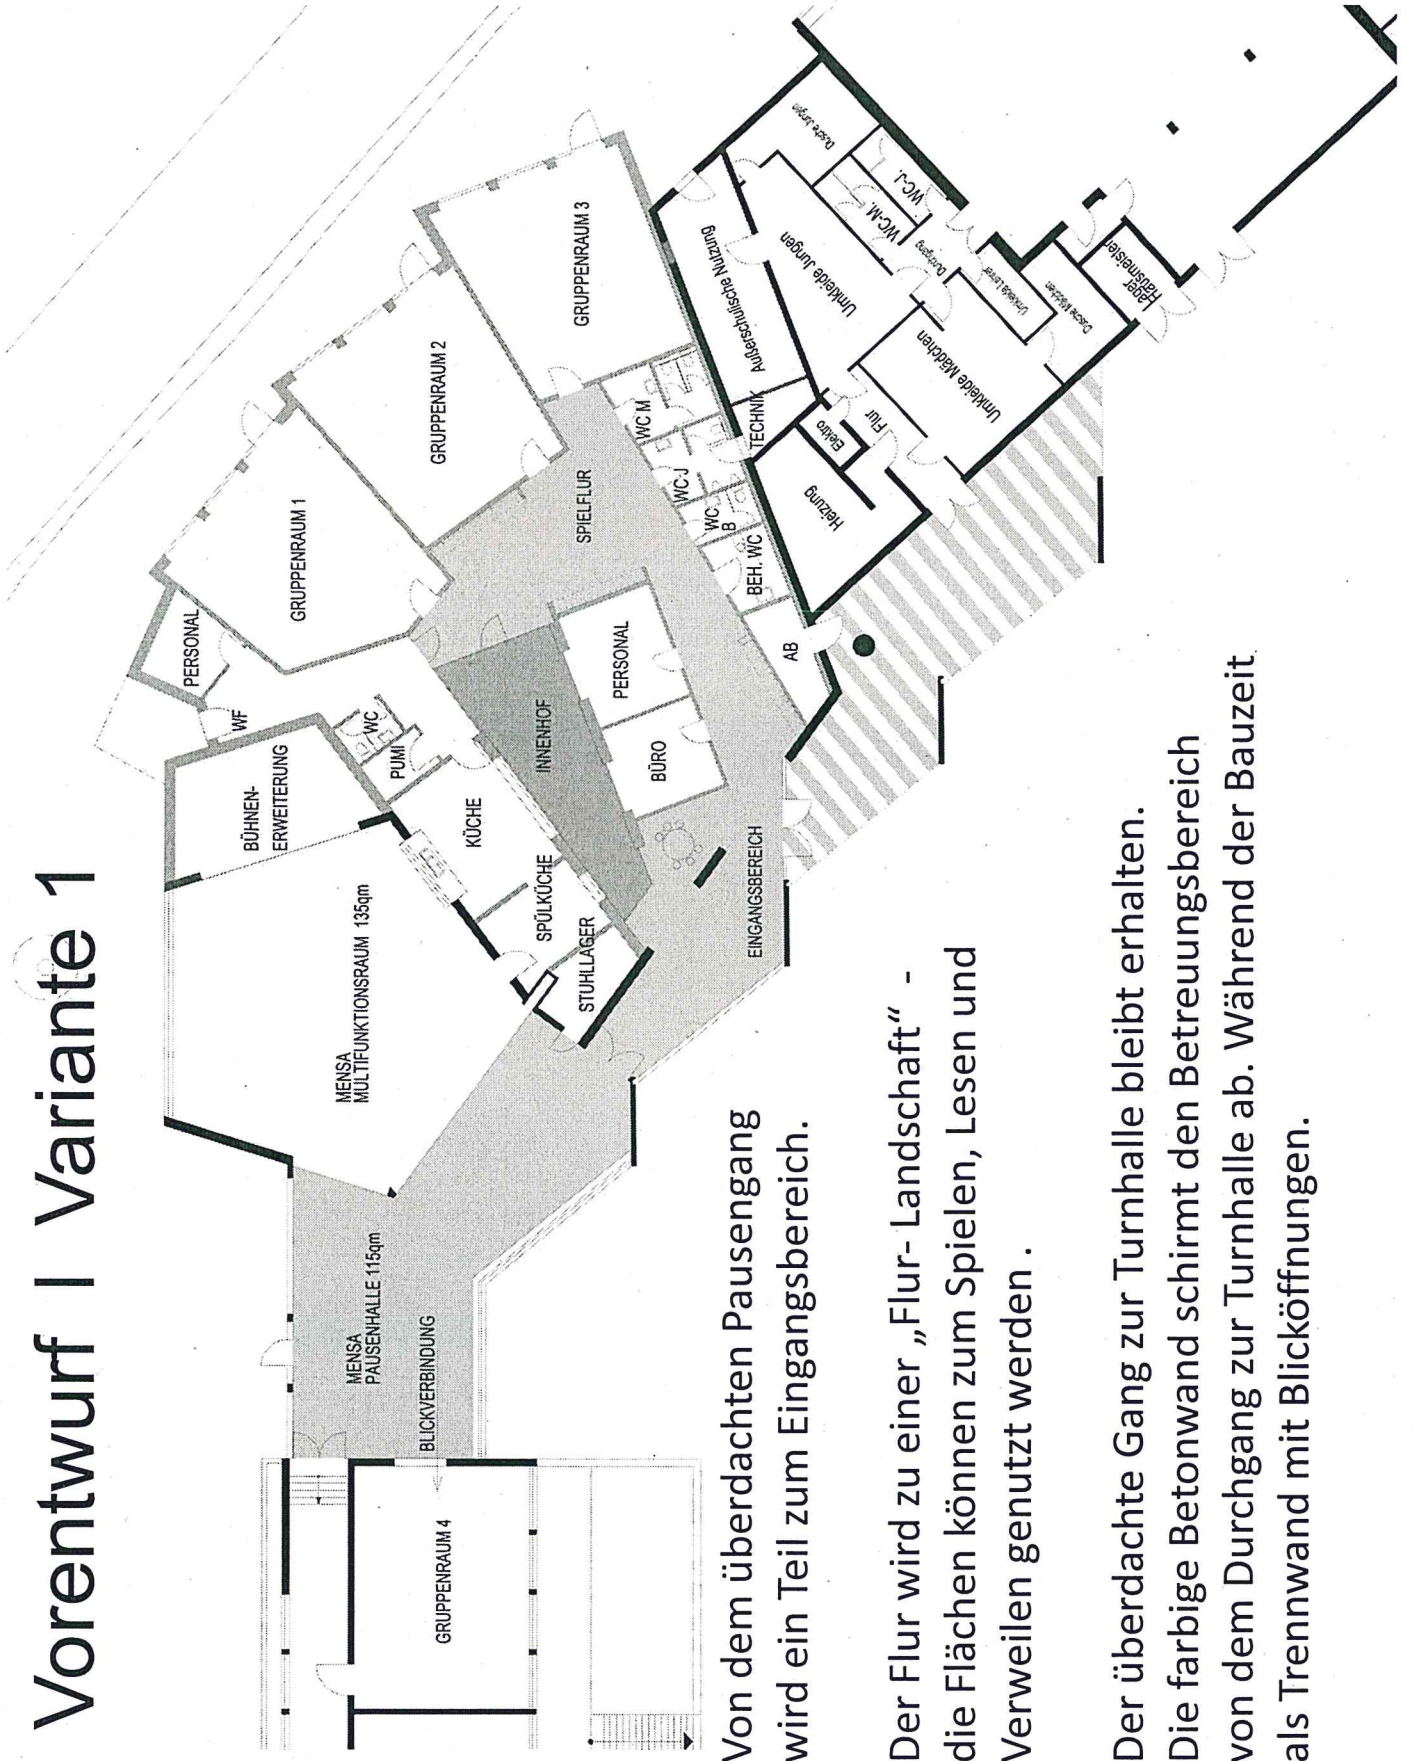 Vorentwurf I Variante 1
PERSONAL
WF
BÜHNEN-
ERWEITERUNG
GRUPPENRAUM 1
GRUPPENRAUM 2
GRUPPENRAUM 3
WC
PUMI
KÜCHE
SPÜLKÜCHE
STUHLLAGER
MENSA
MULTIFUNKTIONSRAUM 135qm
MENSA
PAUSENHALLE 115qm
BLICKVERBINDUNG
GRUPPENRAUM 4
INNENHOF
SPIELFLUR
PERSONAL
BÜRO
EINGANGSBEREICH
WC M
WC-J
WC
B
BEH. WC
AB
TECHNIK
Außerschulische Nutzung
Umkleide Jungen
Dusche Jungen
WC-J.
WC-M.
Durchgang
Umkleide Lehrer
Dusche Mädchen
Lager
Hausmeister
Umkleide Mädchen
Flur
Elektro
Heizung
Von dem überdachten Pausengang
wird ein Teil zum Eingangsbereich.
Der Flur wird zu einer „Flur- Landschaft“ -
die Flächen können zum Spielen, Lesen und
Verweilen genutzt werden .
Der überdachte Gang zur Turnhalle bleibt erhalten.
Die farbige Betonwand schirmt den Betreuungsbereich
von dem Durchgang zur Turnhalle ab. Während der Bauzeit
als Trennwand mit Blicköffnungen.